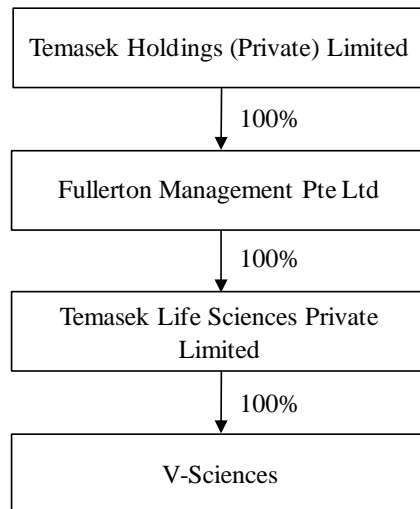 Temasek Holdings (Private) Limited
100%
Fullerton Management Pte Ltd
100%
Temasek Life Sciences Private
Limited
100%
V-Sciences